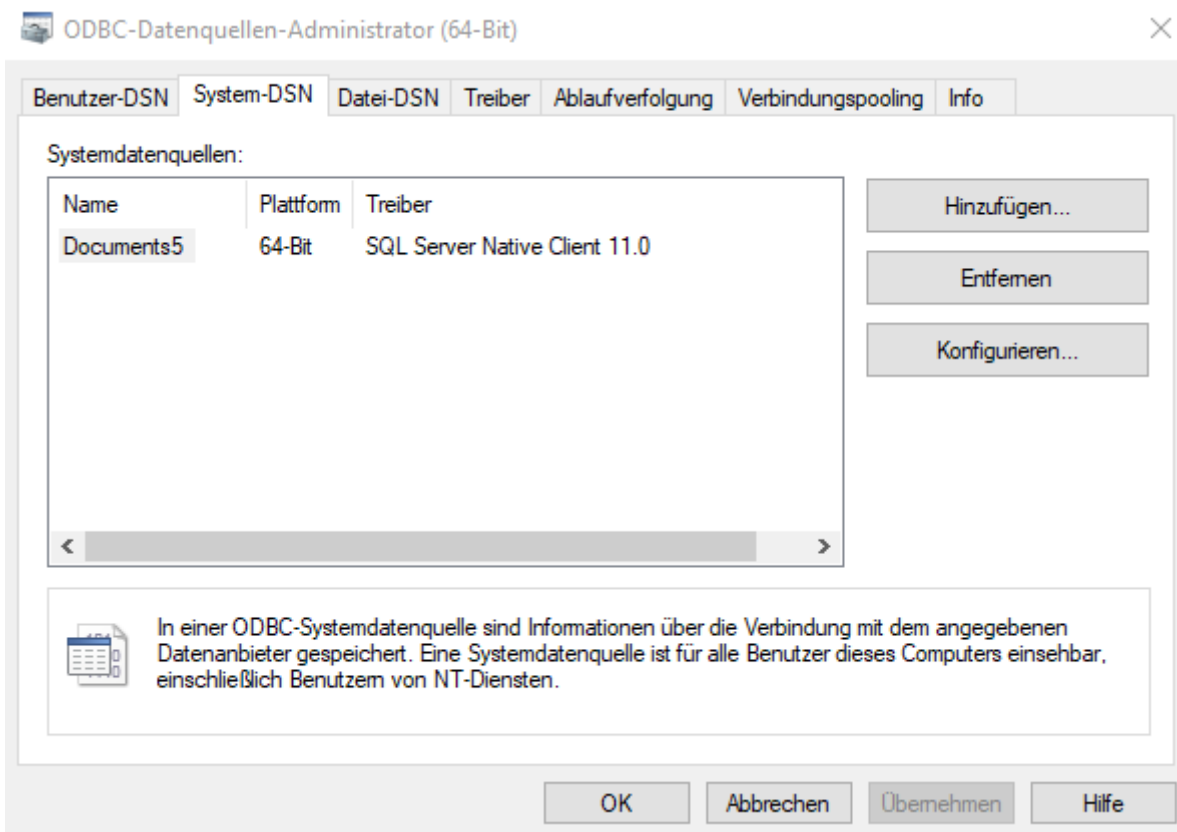 ODBC-Datenquellen-Administrator (64-Bit)
Benutzer-DSN System-DSN Datei-DSN Treiber Ablaufverfolgung Verbindungspooling Info
Systemdatenquellen:
Name Plattform Treiber
Documents5 64-Bit SQL Server Native Client 11.0
Hinzufügen...
Entfernen
Konfigurieren...
In einer ODBC-Systemdatenquelle sind Informationen über die Verbindung mit dem angegebenen
Datenanbieter gespeichert. Eine Systemdatenquelle ist für alle Benutzer dieses Computers einsehbar,
einschließlich Benutzern von NT-Diensten.
OK Abbrechen Übernehmen Hilfe